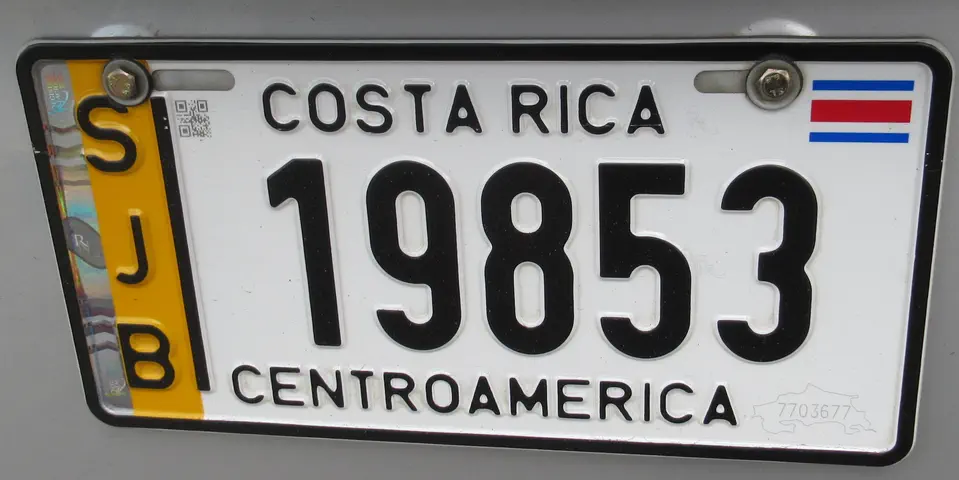 COSTA RICA
S
J
B
19853
CENTROAMERICA
7703677
R